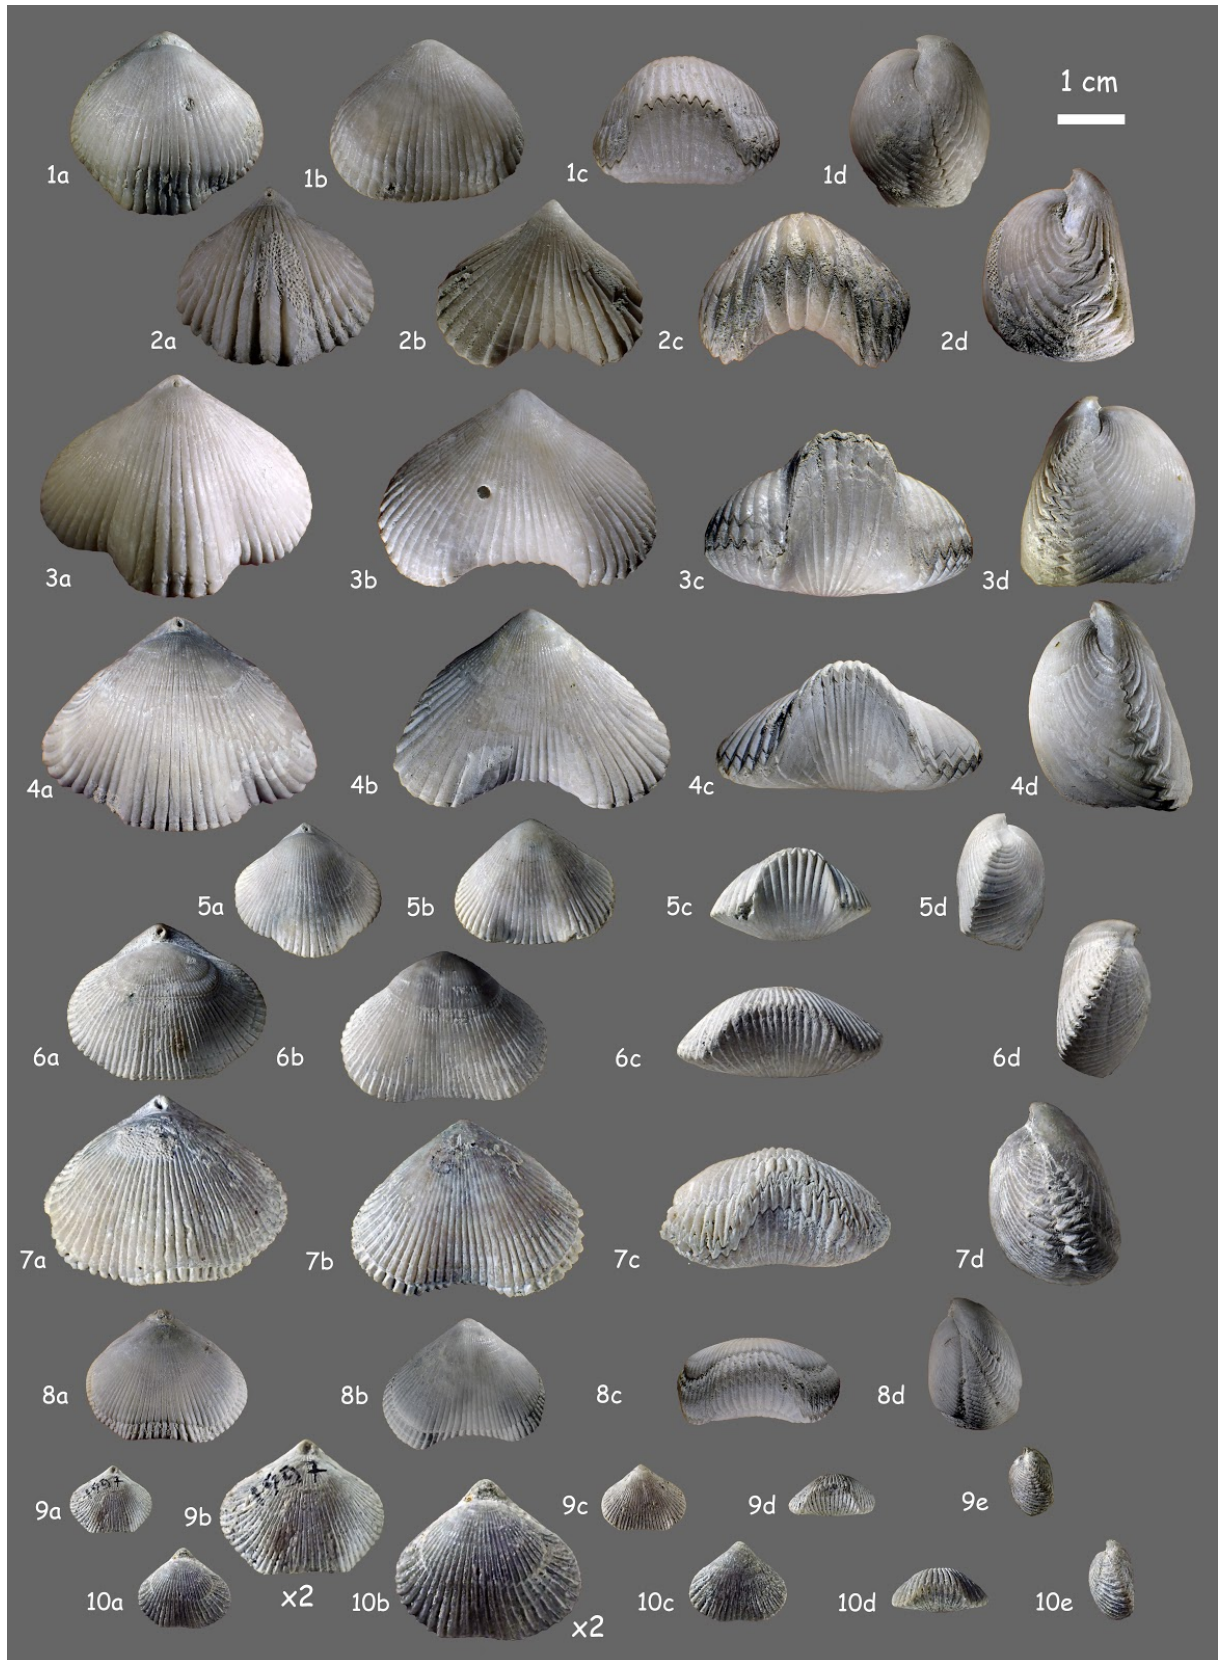 1 cm
1a 1b 1c 1d
2a 2b 2c 2d
3a 3b 3c 3d
4a 4b 4c 4d
5a 5b 5c 5d
6a 6b 6c 6d
7a 7b 7c 7d
8a 8b 8c 8d
9a 9b 9c 9d 9e
x2
10a 10b 10c 10d 10e
x2